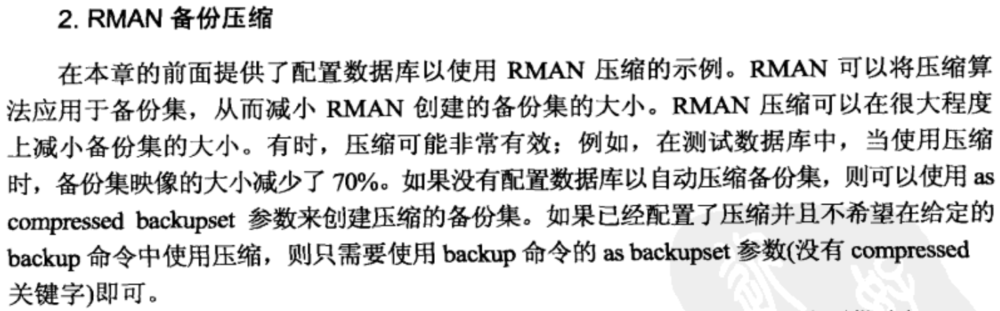 2. RMAN 备份压缩
在本章的前面提供了配置数据库以使用 RMAN 压缩的示例。RMAN 可以将压缩算
法应用于备份集，从而减小 RMAN 创建的备份集的大小。RMAN 压缩可以在很大程度
上减小备份集的大小。有时，压缩可能非常有效；例如，在测试数据库中，当使用压缩
时，备份集映像的大小减少了 70%。如果没有配置数据库以自动压缩备份集，则可以使用 as
compressed backupset 参数来创建压缩的备份集。如果已经配置了压缩并且不希望在给定的
backup 命令中使用压缩，则只需要使用 backup 命令的 as backupset 参数(没有 compressed
关键字)即可。